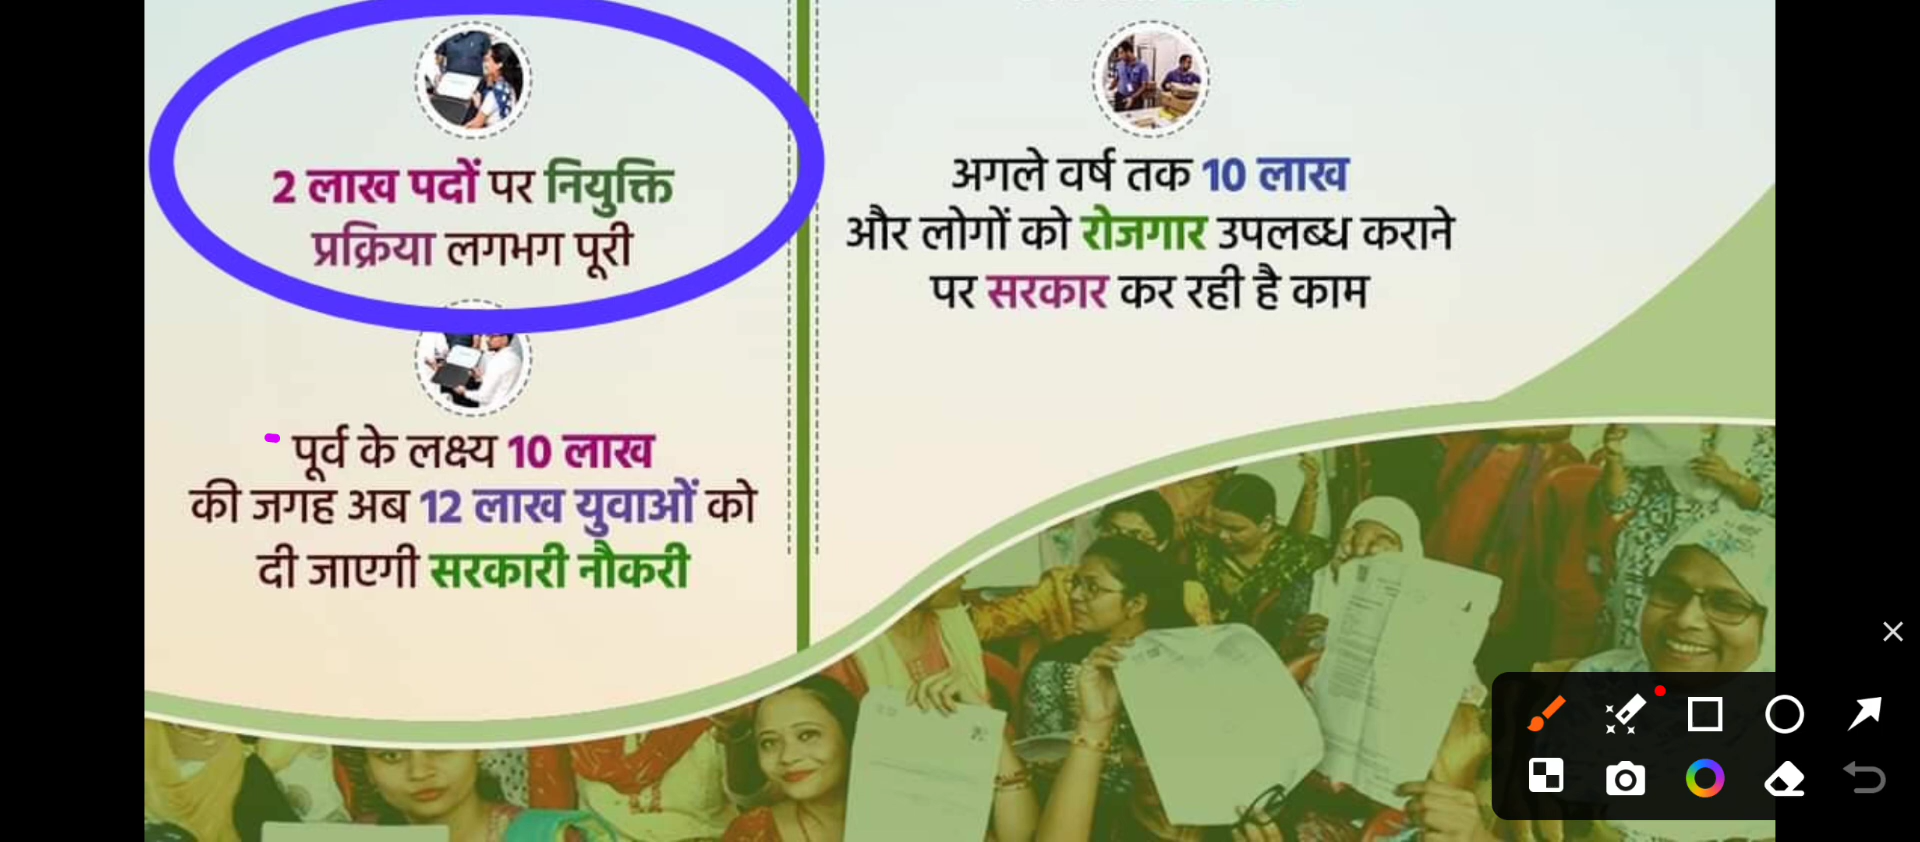 2 लाख पदों पर नियुक्ति
प्रक्रिया लगभग पूरी
पूर्व के लक्ष्य 10 लाख
की जगह अब 12 लाख युवाओं को
दी जाएगी सरकारी नौकरी
अगले वर्ष तक 10 लाख
और लोगों को रोजगार उपलब्ध कराने
पर सरकार कर रही है काम